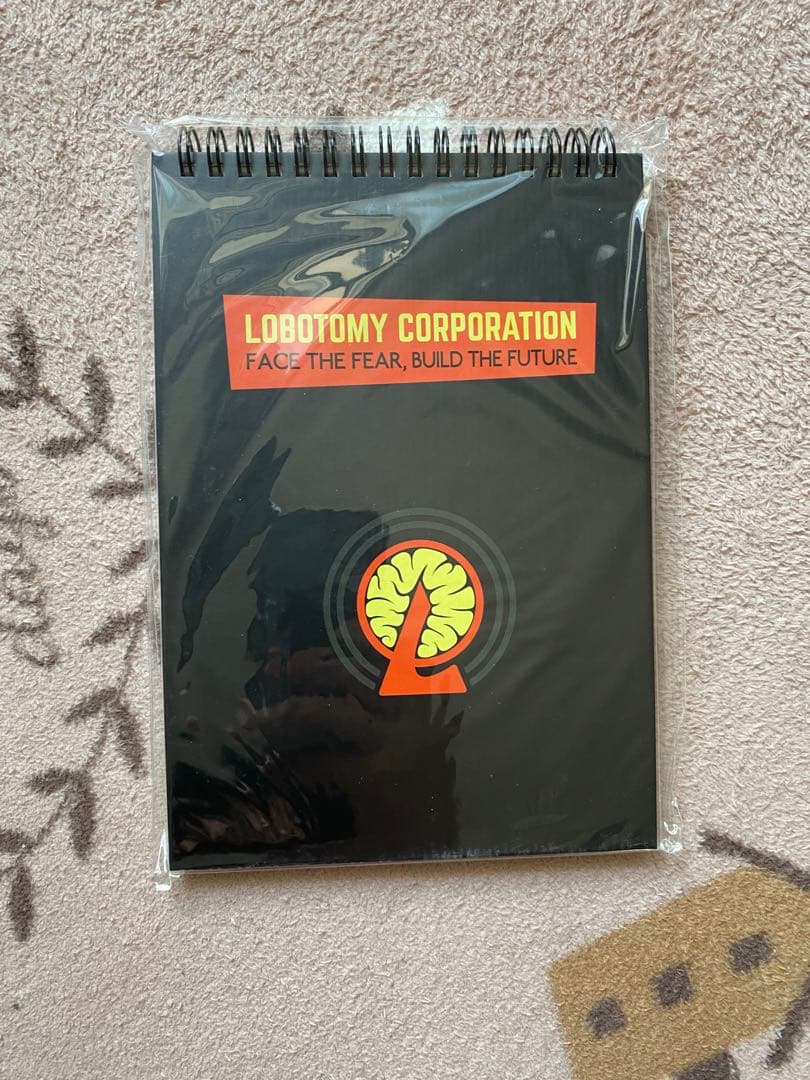 LOBOTOMY CORPORATION
FACE THE FEAR, BUILD THE FUTURE